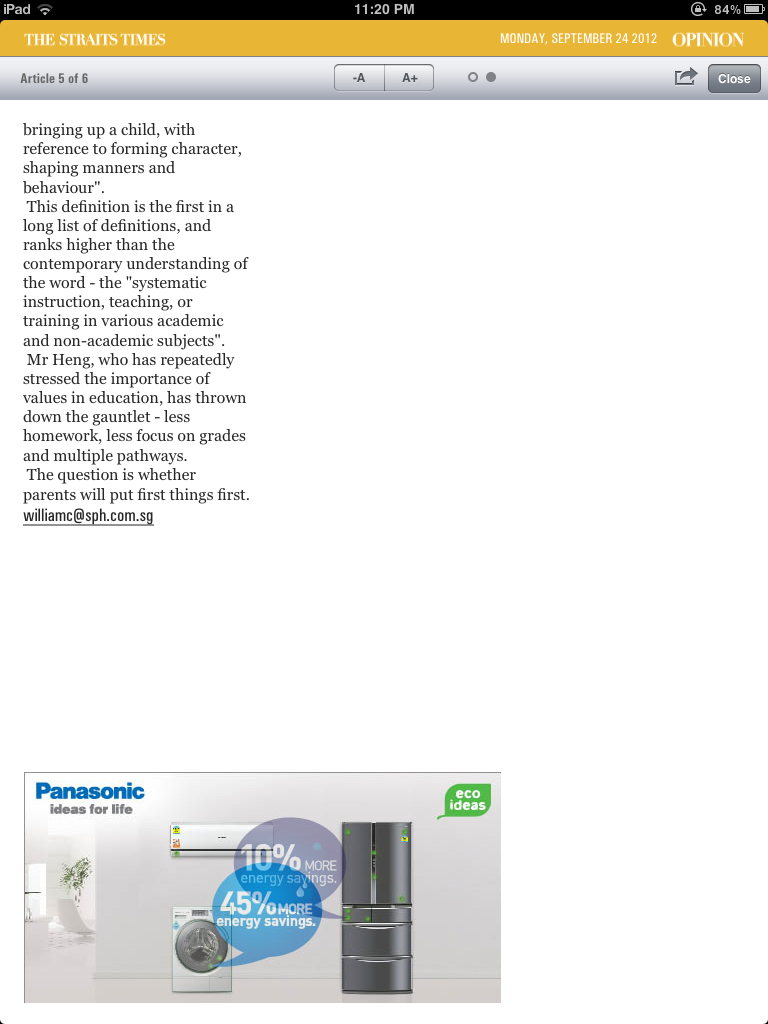 iPad 11:20 PM 84%
THE STRAITS TIMES MONDAY, SEPTEMBER 24 2012 OPINION
Article 5 of 6 -A A+ Close
bringing up a child, with
reference to forming character,
shaping manners and
behaviour".
This definition is the first in a
long list of definitions, and
ranks higher than the
contemporary understanding of
the word - the "systematic
instruction, teaching, or
training in various academic
and non-academic subjects".
Mr Heng, who has repeatedly
stressed the importance of
values in education, has thrown
down the gauntlet - less
homework, less focus on grades
and multiple pathways.
The question is whether
parents will put first things first.
williamc@sph.com.sg
Panasonic
ideas for life
eco
ideas
10% MORE
energy savings.
45% MORE
energy savings.